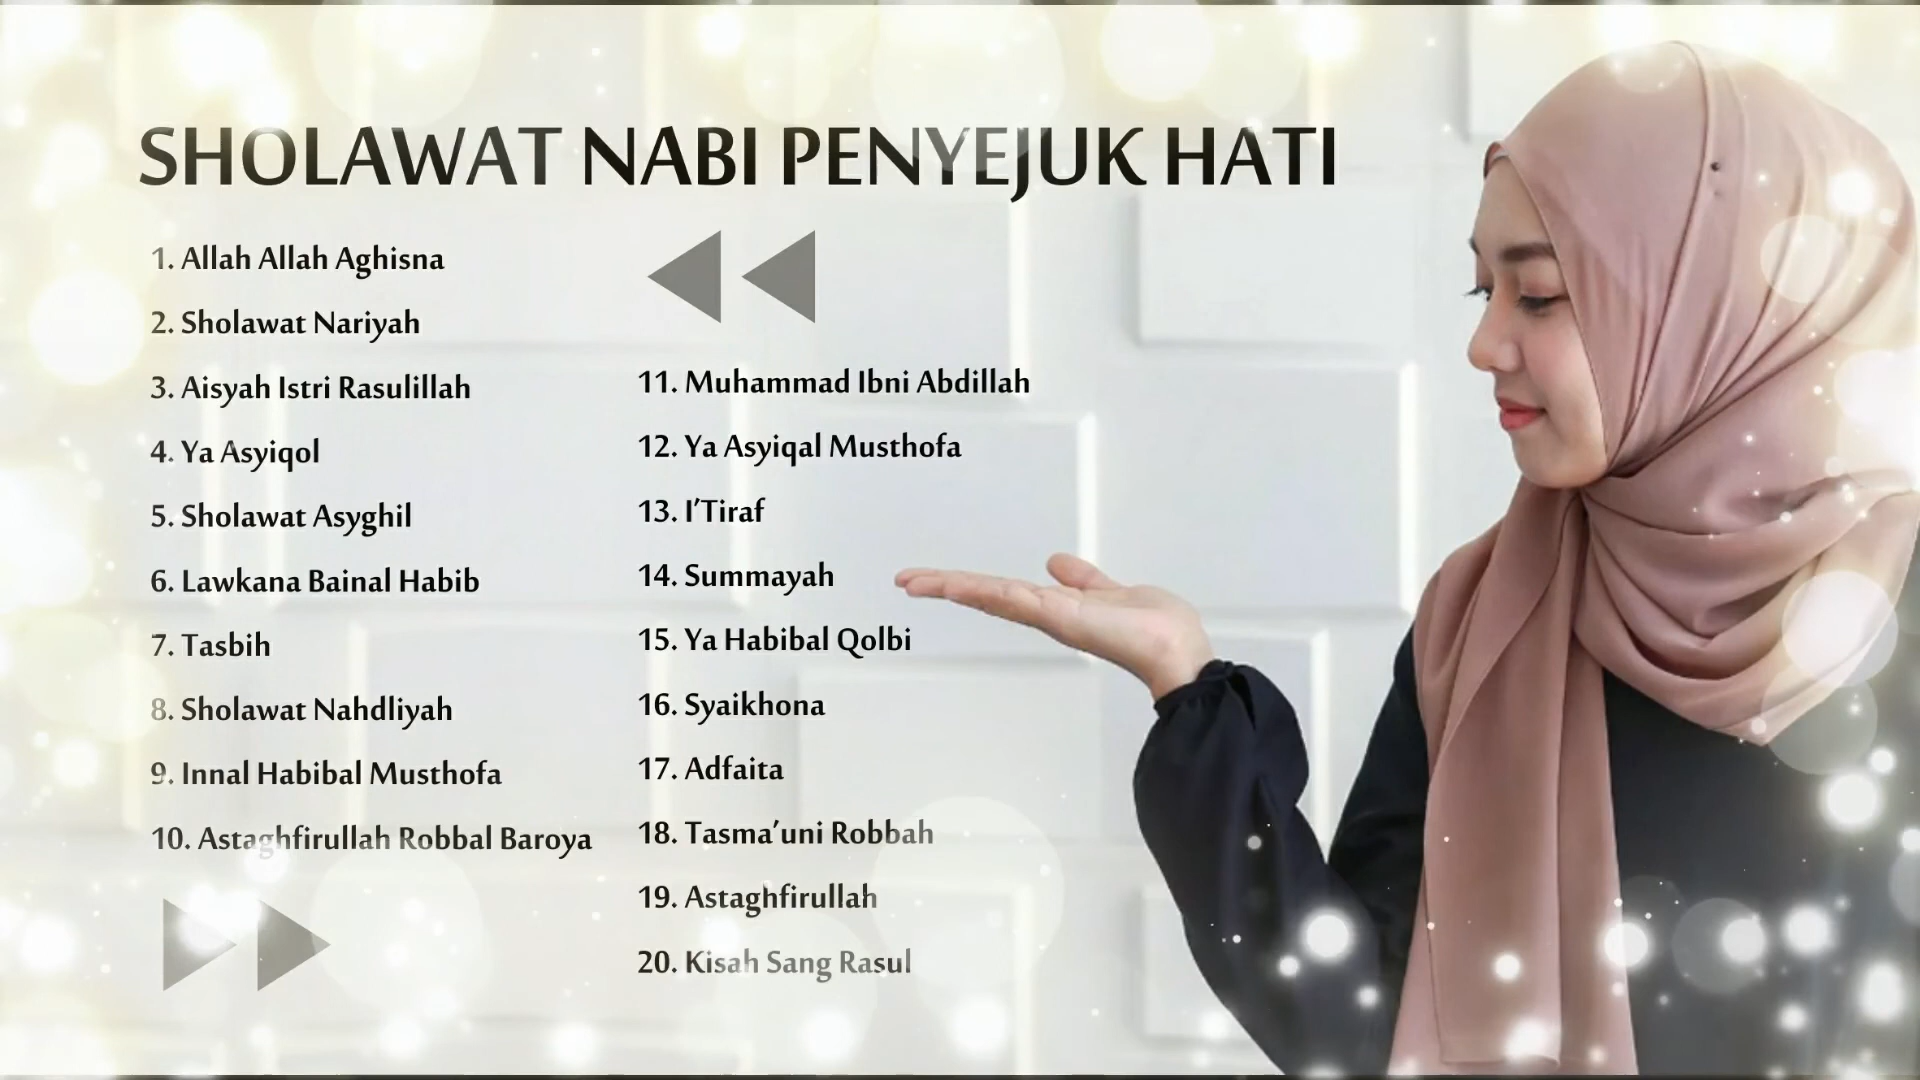 SHOLAWAT NABI PENYEJUK HATI
1. Allah Allah Aghisna
2. Sholawat Nariyah
3. Aisyah Istri Rasulillah
4. Ya Asyiqol
5. Sholawat Asyghil
6. Lawkana Bainal Habib
7. Tasbih
8. Sholawat Nahdliyah
9. Innal Habibal Musthofa
10. Astaghfirullah Robbal Baroya
11. Muhammad Ibni Abdillah
12. Ya Asyiqal Musthofa
13. I'Tiraf
14. Summayah
15. Ya Habibal Qolbi
16. Syaikhona
17. Adfaita
18. Tasma'uni Robbah
19. Astaghfirullah
20. Kisah Sang Rasul